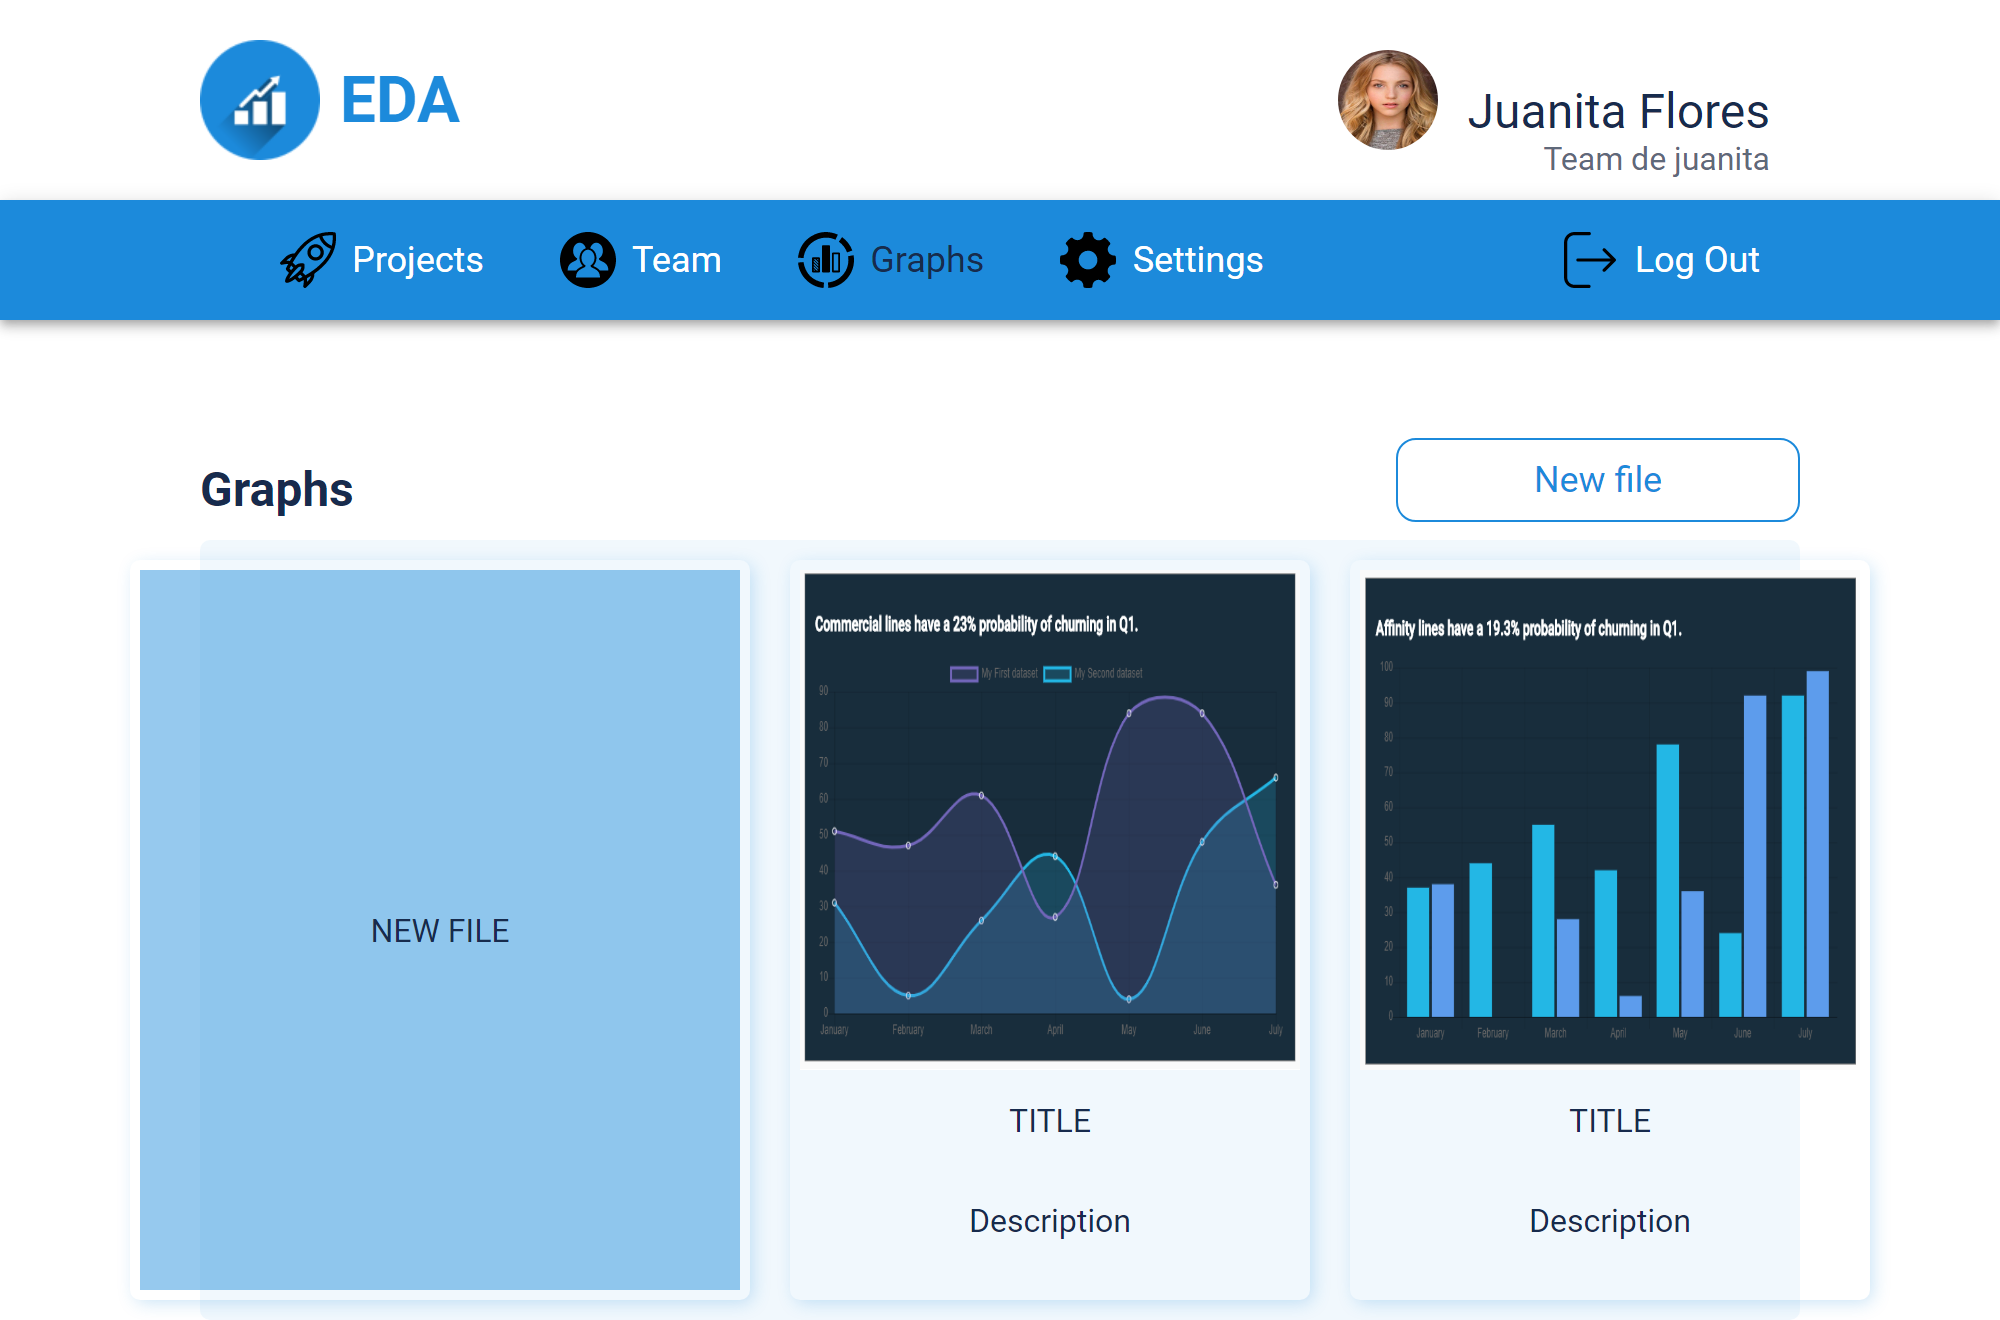 EDA
Juanita Flores
Team de juanita
Projects
Team
Graphs
Settings
Log Out
Graphs
New file
NEW FILE
Commercial lines have a 23% probability of churning in Q1.
My First dataset
My Second dataset
90
80
70
60
50
40
30
20
10
0
January
February
March
April
May
June
July
TITLE
Description
Affinity lines have a 19.3% probability of churning in Q1.
100
90
80
70
60
50
40
30
20
10
0
January
February
March
April
May
June
July
TITLE
Description